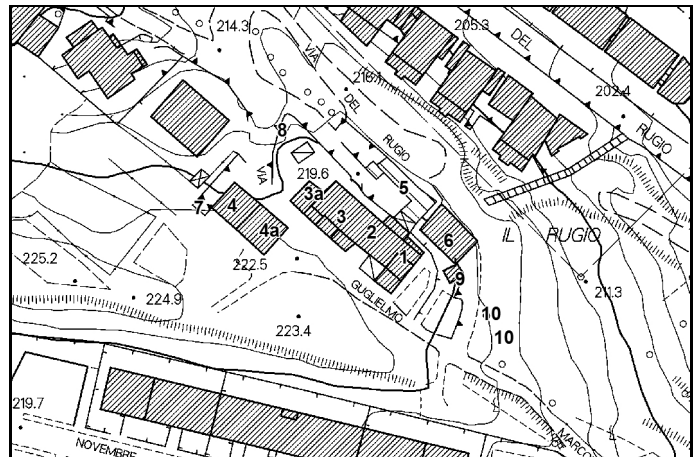 214.3
205.3
DEL
VIA
216.1
202.4
DEL
RUGIO
RUGIO
8
VIA
219.6
3a
5
7
4
4a
3
2
1
6
IL RUGIO
225.2
222.5
9
211.3
224.9
GUGLIELMO
223.4
10
10
219.7
MARCO
NOVEMBRE